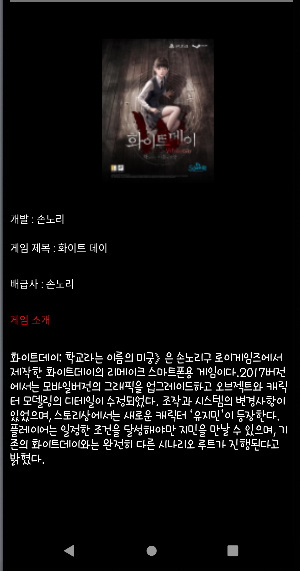 화이트데이
개발 : 손노리
게임 제목 : 화이트 데이
배급사 : 손노리
게임 소개
화이트데이: 학교라는 이름의 미궁》은 손노리구 로이게임즈에서
제작한 화이트데이의 리메이크 스마트폰용 게임이다.2017버전
에서는 모바일버전의 그래픽을 업그레이드하고 오브젝트와 캐릭
터 모델링의 디테일이 수정되었다. 조작과 시스템의 변경사항이
있었으며, 스토리상에서는 새로운 캐릭터 '유지민'이 등장한다.
플레이어는 일정한 조건을 달성해야만 지민을 만날 수 있으며, 기
존의 화이트데이와는 완전히 다른 시나리오 루트가 진행된다고
밝혔다.